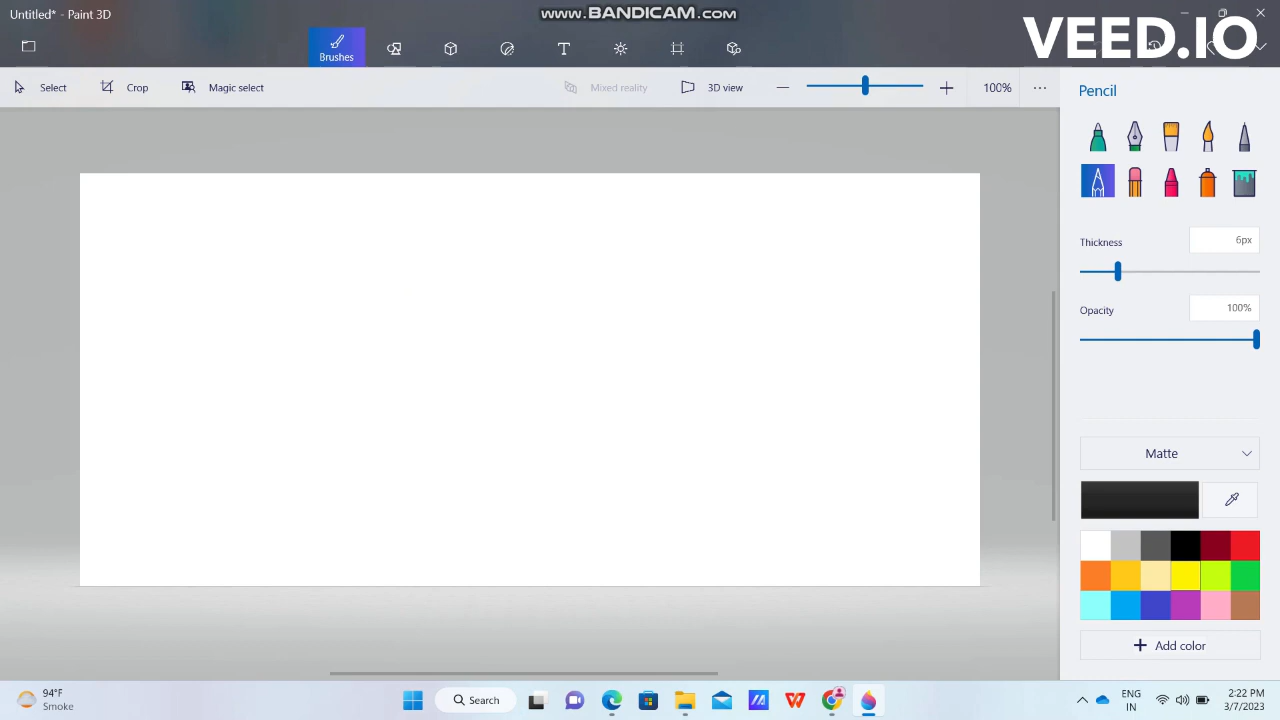 Untitled* - Paint 3D
www.BANDICAM.com
VEED.IO
Brushes
Select
Crop
Magic select
Mixed reality
3D view
100%
Pencil
Thickness
6px
Opacity
100%
Matte
Add color
94°F
Smoke
Search
ENG
IN
2:22 PM
3/7/2023